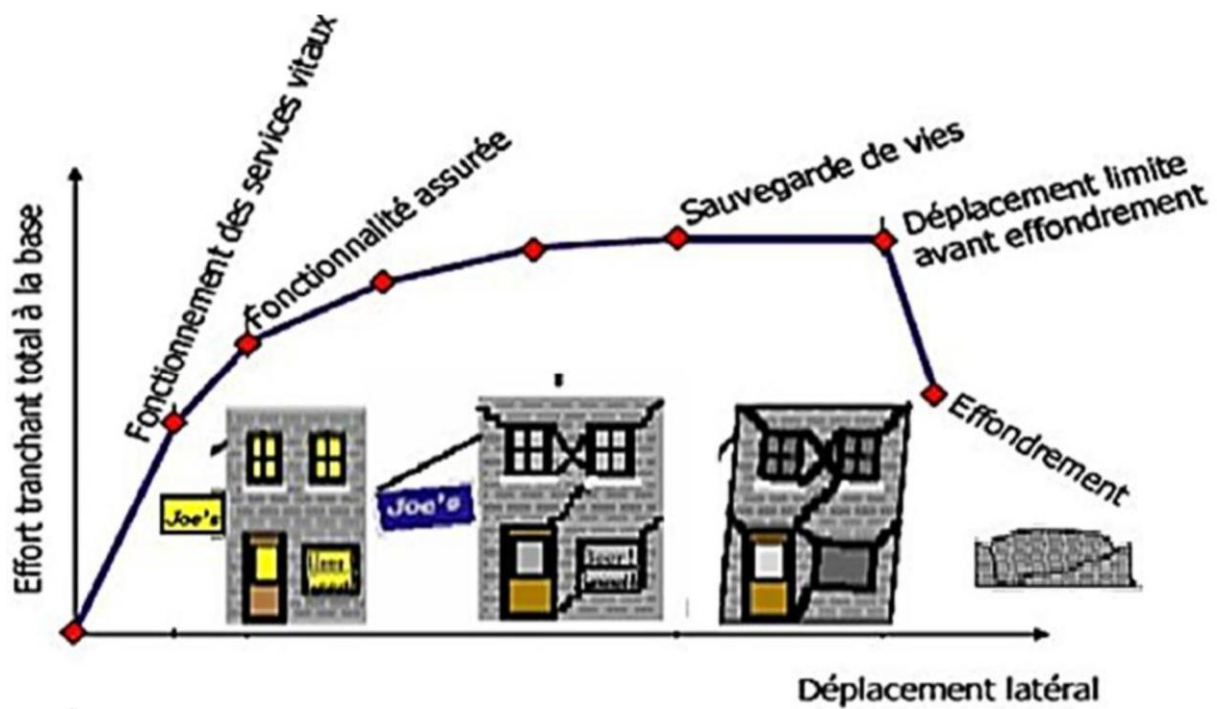 Fonctionnement des services vitaux
Fonctionnalité assurée
Sauvegarde de vies
Déplacement limite
avant effondrement
Effondrement
Effort tranchant total à la base
Joe's
Joe's
Beer!
Déplacement latéral